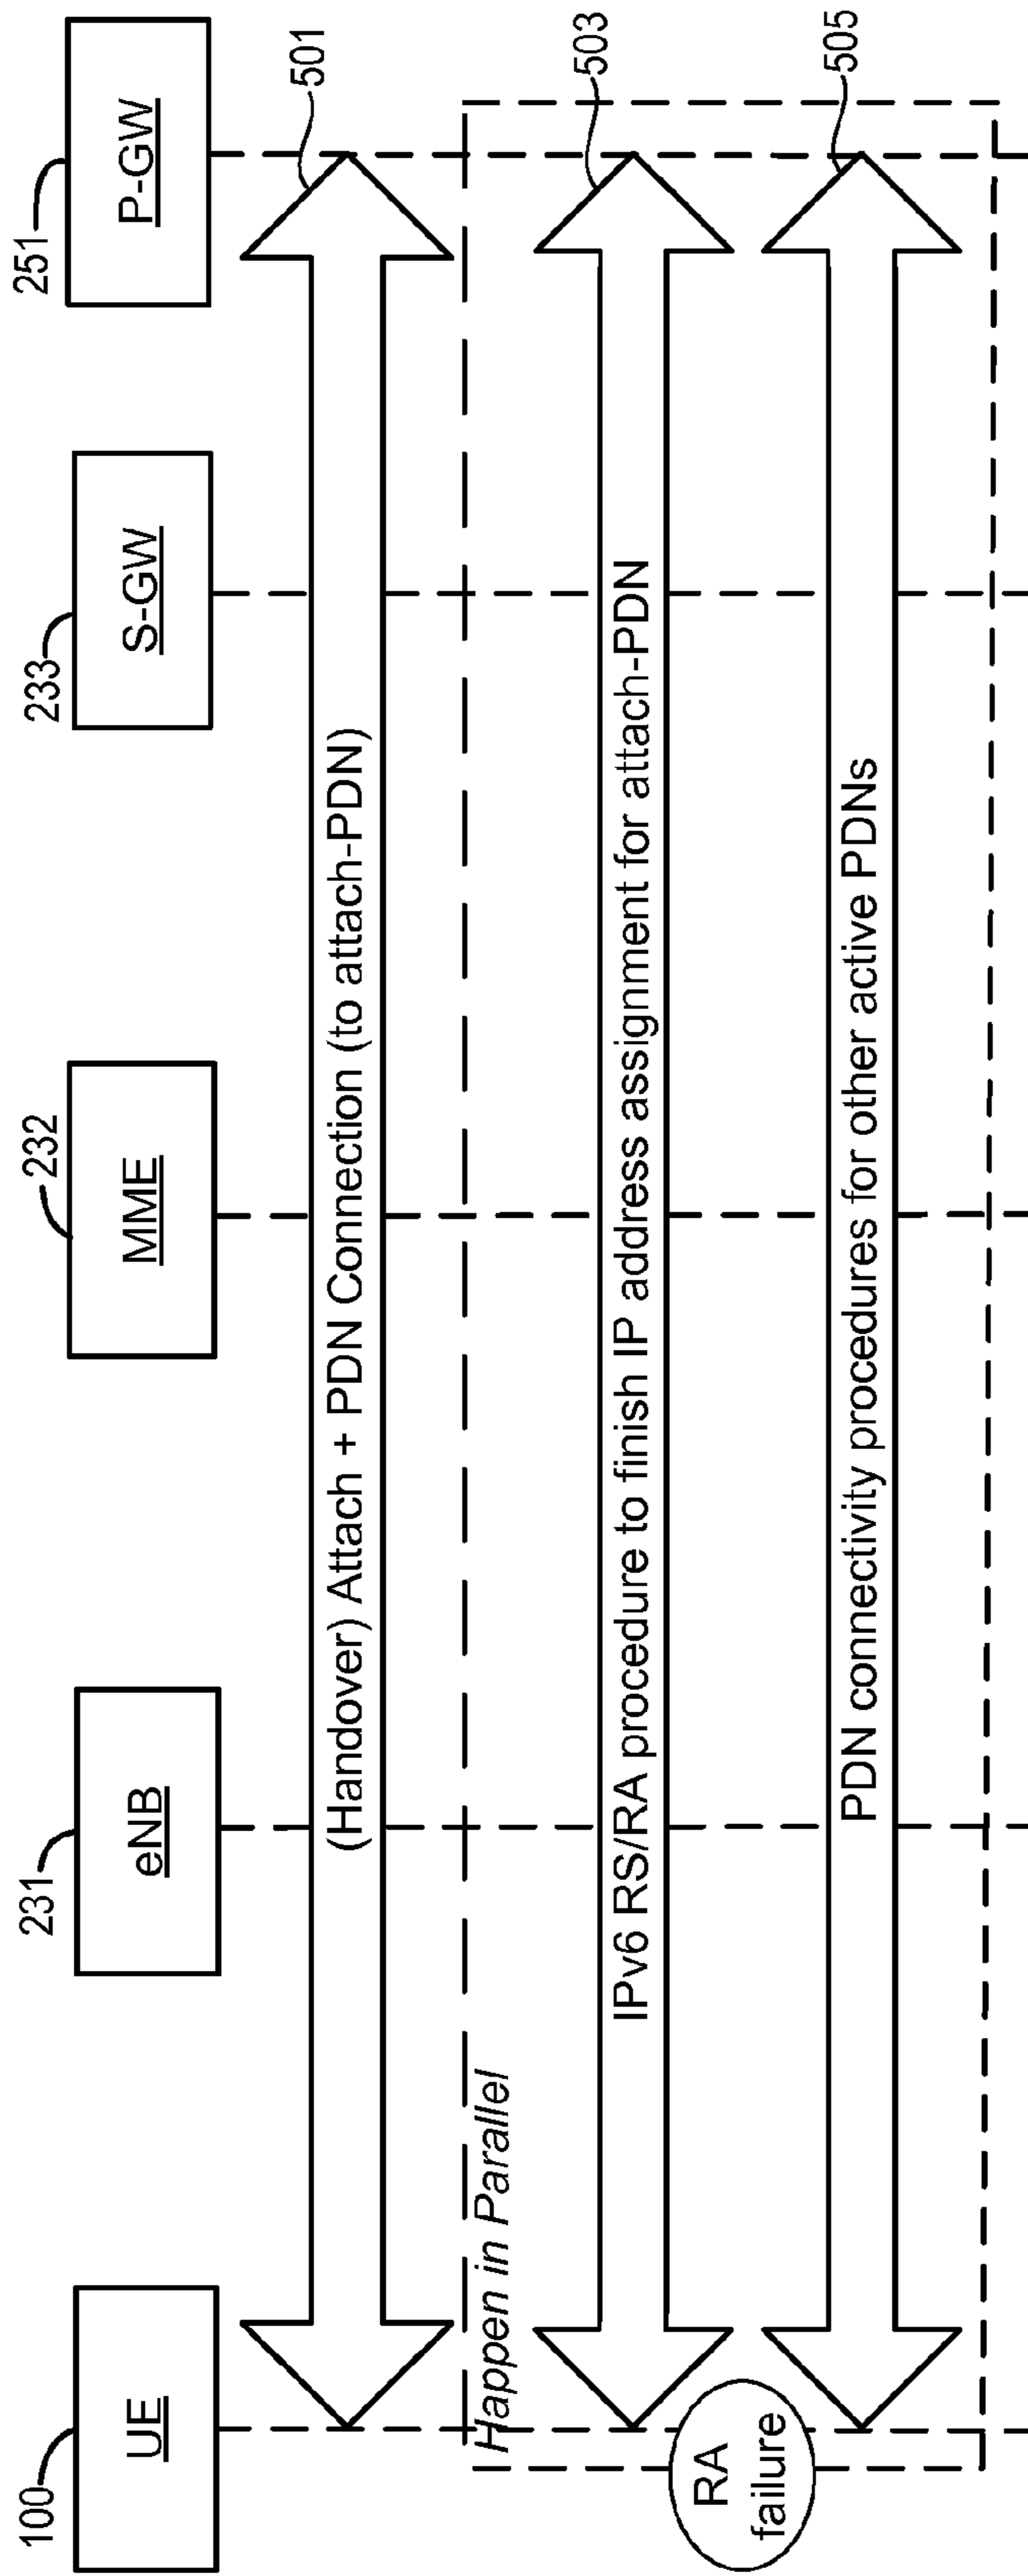 100
231
232
233
251
UE
eNB
MME
S-GW
P-GW
(Handover) Attach + PDN Connection (to attach-PDN)
501
Happen in Parallel
IPv6 RS/RA procedure to finish IP address assignment for attach-PDN
503
RA
failure
PDN connectivity procedures for other active PDNs
505